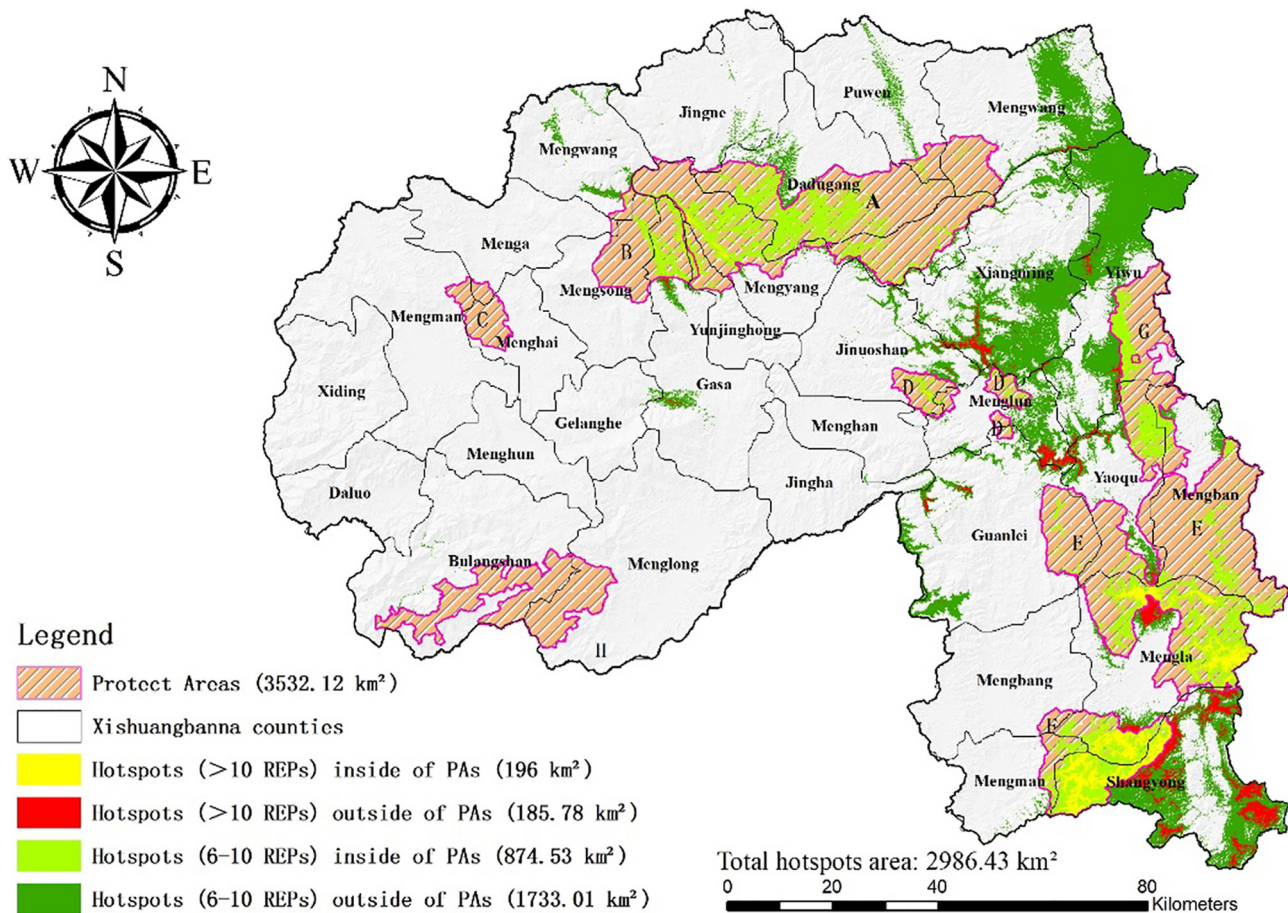 N
W
E
S
Puwen
Jingne
Mengwang
Mengwang
Dadugang
A
Menga
B
Xiangming
Yiwu
Mengsong
Mengyang
Mengman
C
G
Menghai
Yunjinghong
Jinuoshan
Xiding
Gasa
D
D
Menglun
Gelanghe
Menghan
D
Menghun
Jingha
Yaoqu
Daluo
Mengban
E
Guanlei
E
Bulangshan
Menglong
Mengla
Mengbang
Mengman
Shangyong
Legend
Protect Areas (3532.12 km²)
Xishuangbanna counties
Hotspots (>10 REPs) inside of PAs (196 km²)
Hotspots (>10 REPs) outside of PAs (185.78 km²)
Hotspots (6-10 REPs) inside of PAs (874.53 km²)
Hotspots (6-10 REPs) outside of PAs (1733.01 km²)
Total hotspots area: 2986.43 km²
0 20 40 80
Kilometers